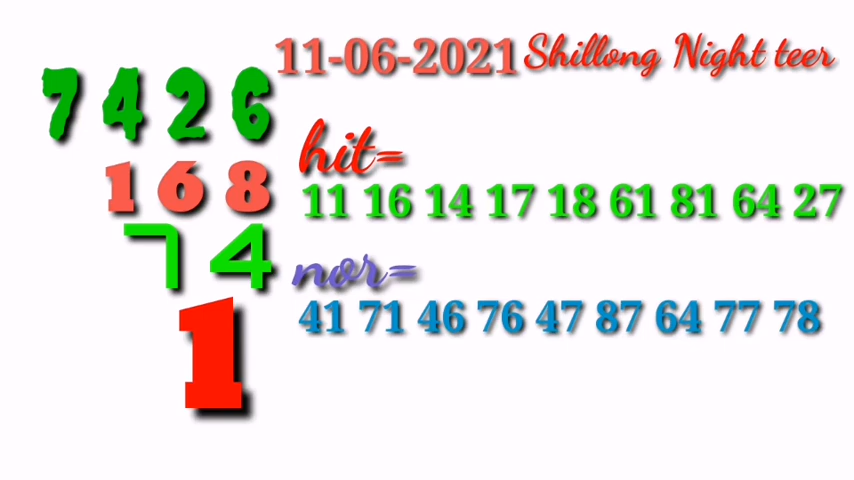 11-06-2021 Shillong Night teer
7 4 2 6
hit=
1 6 8
11 16 14 17 18 61 81 64 27
7 4
nor=
41 71 46 76 47 87 64 77 78
1